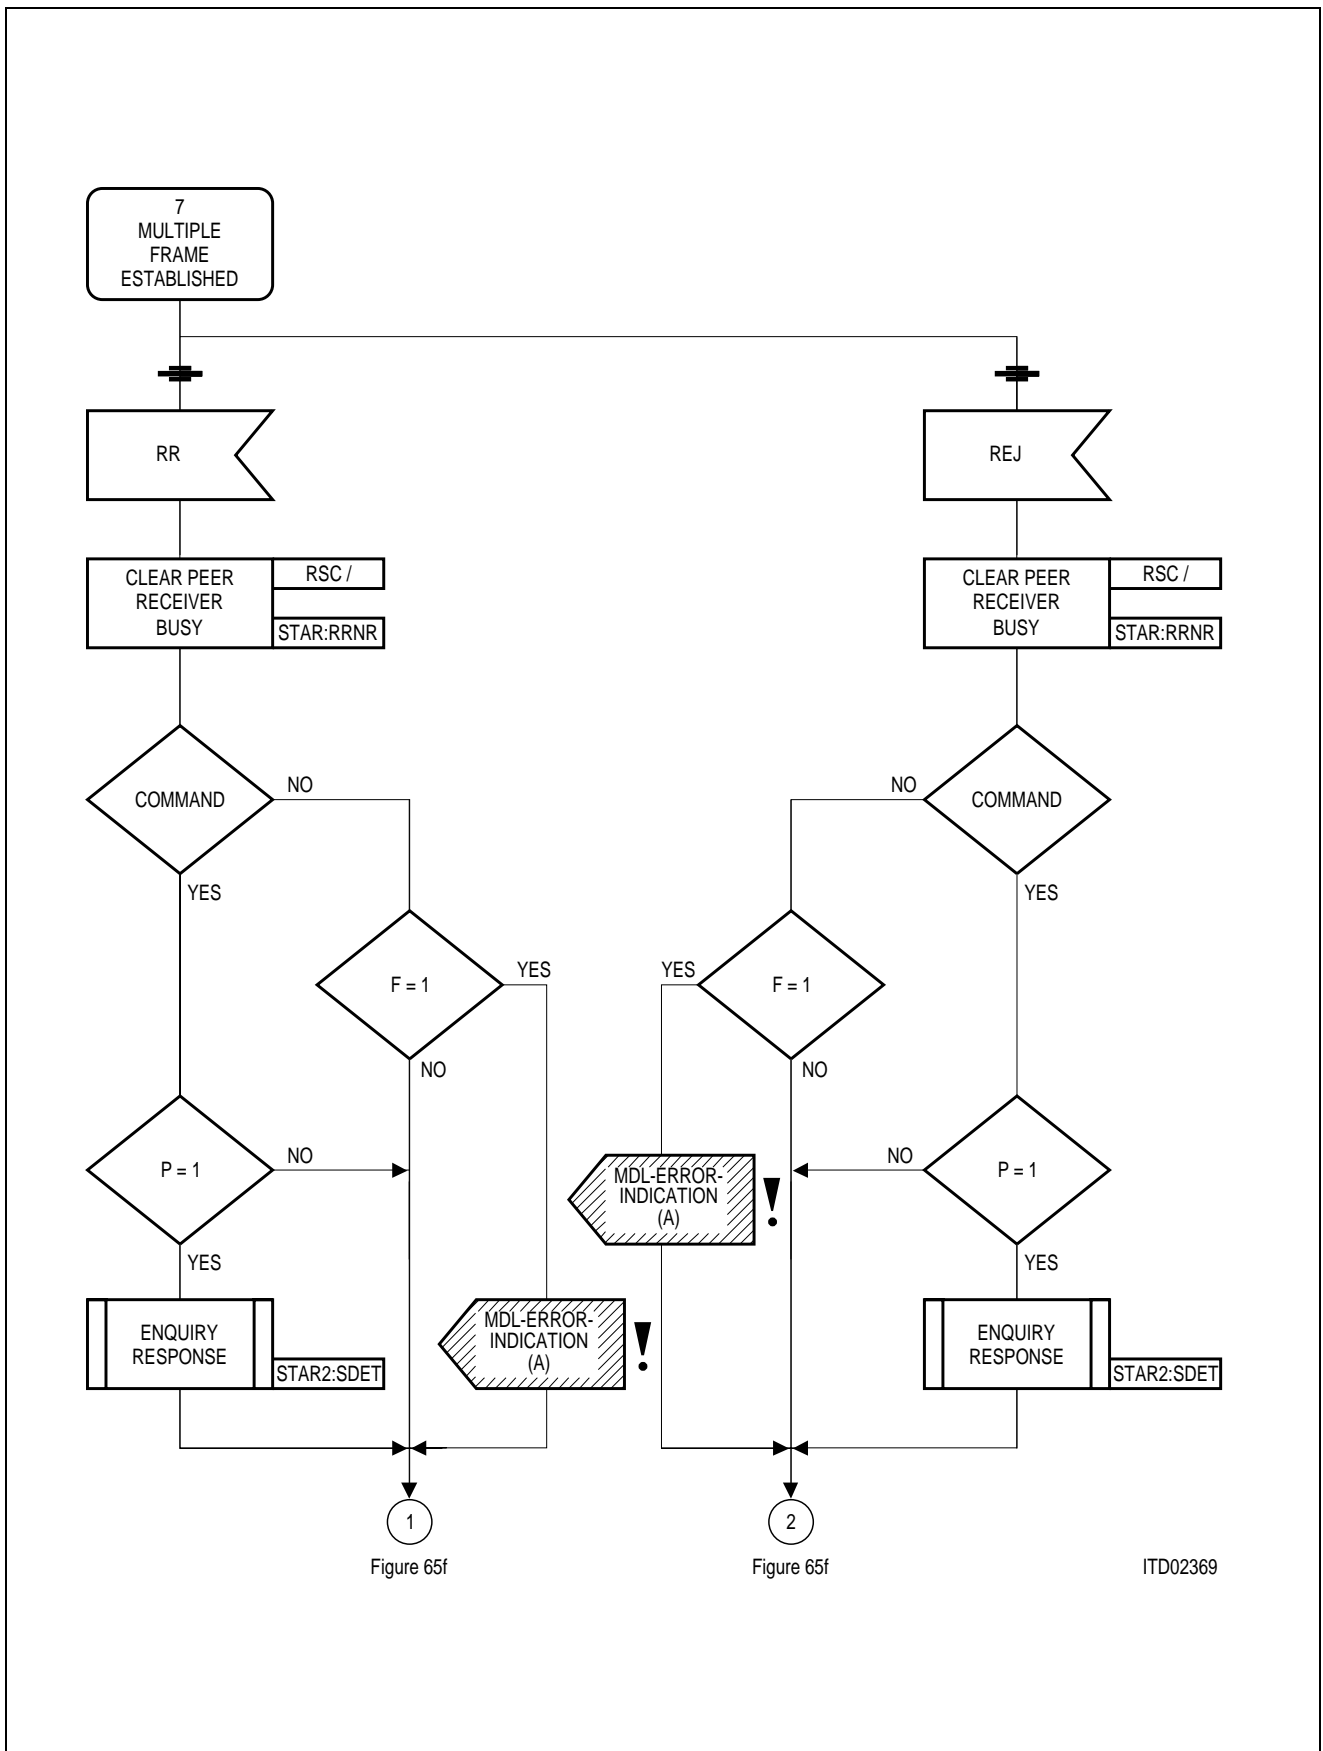 7
MULTIPLE
FRAME
ESTABLISHED
RR
REJ
CLEAR PEER
RECEIVER
BUSY
RSC /
STAR:RRNR
CLEAR PEER
RECEIVER
BUSY
RSC /
STAR:RRNR
COMMAND
NO
YES
NO
COMMAND
YES
F = 1
YES
NO
YES
F = 1
NO
P = 1
NO
YES
MDL-ERROR-
INDICATION
(A)
!
NO
P = 1
YES
ENQUIRY
RESPONSE
STAR2:SDET
MDL-ERROR-
INDICATION
(A)
!
ENQUIRY
RESPONSE
STAR2:SDET
1
2
Figure 65f
Figure 65f
ITD02369